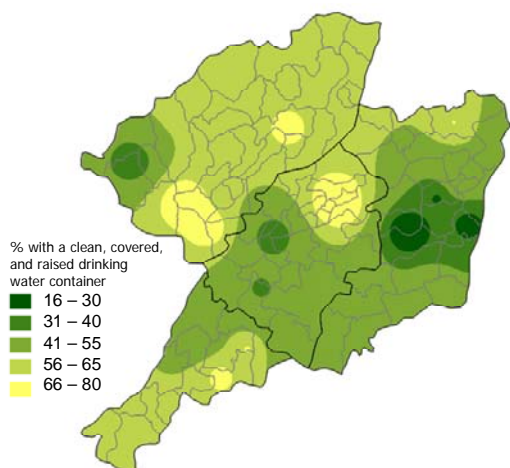 % with a clean, covered,
and raised drinking
water container
16 – 30
31 – 40
41 – 55
56 – 65
66 – 80